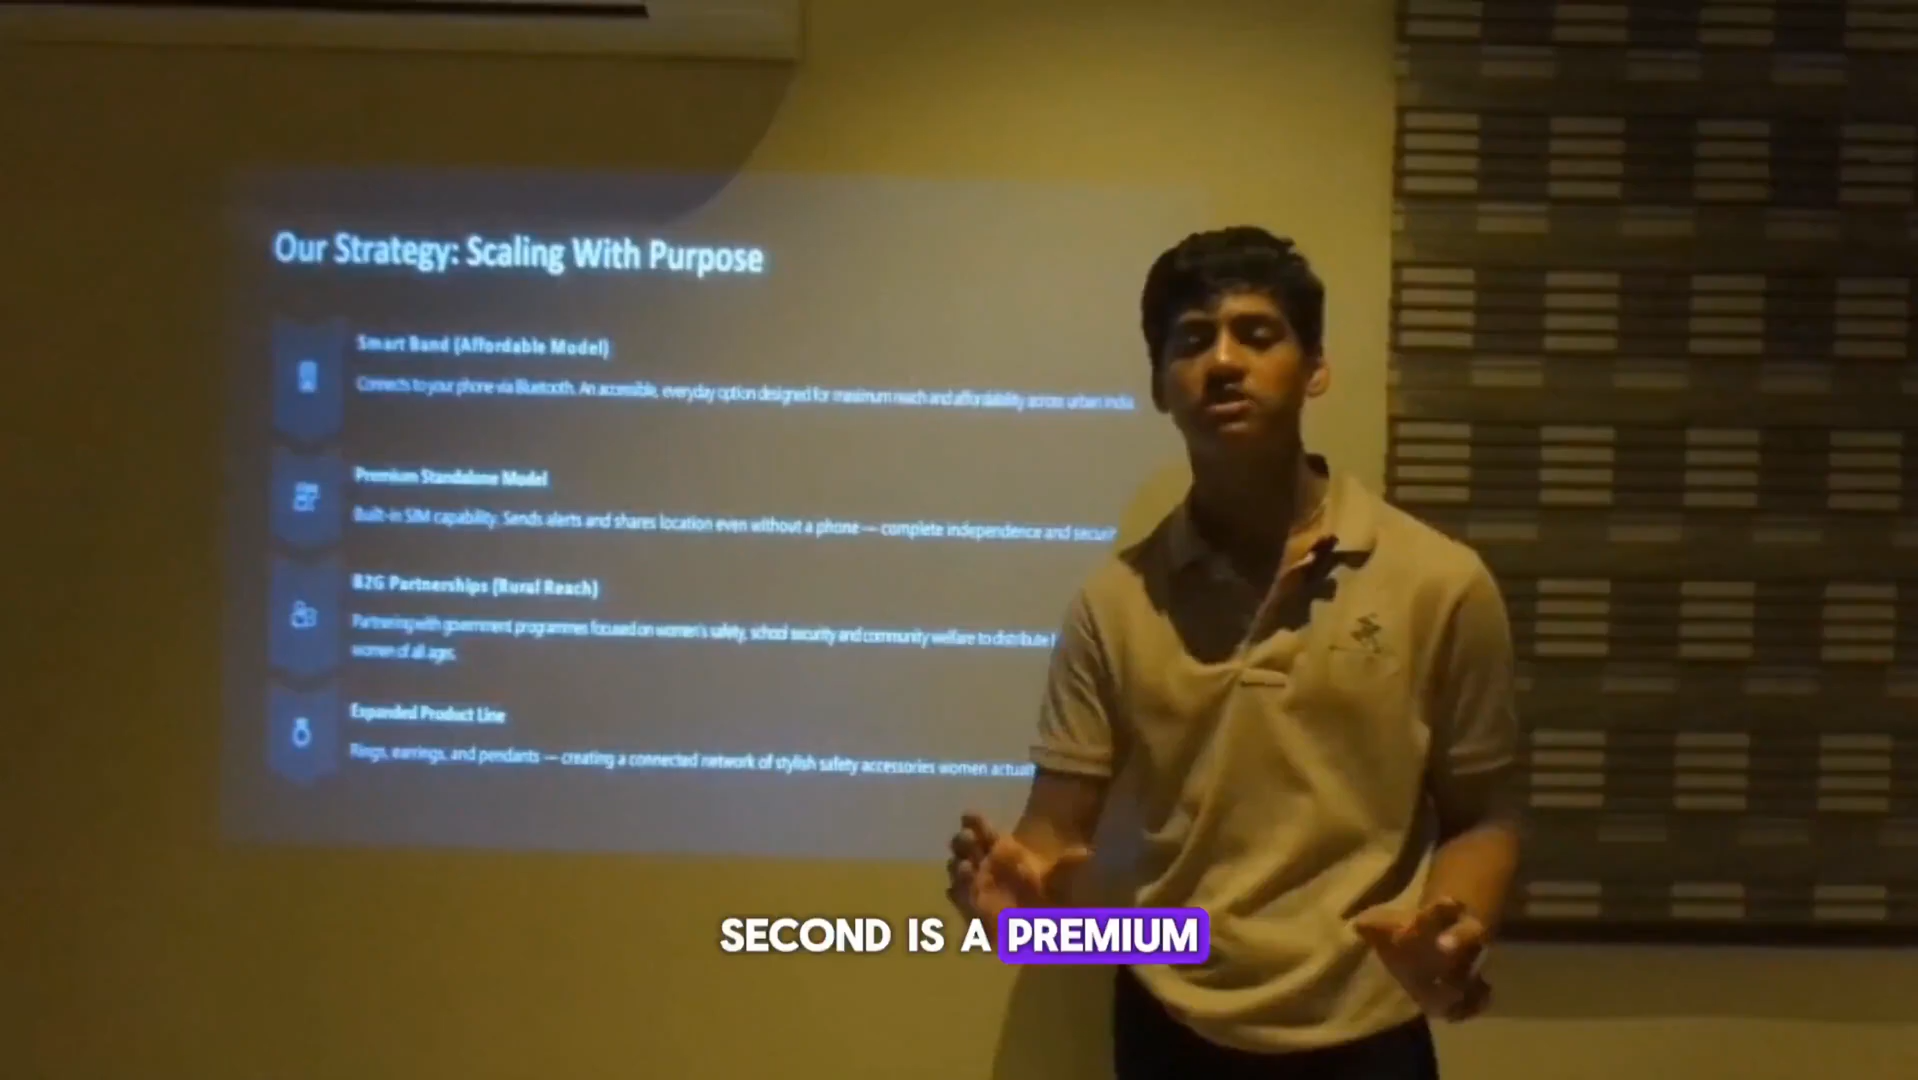 Our Strategy: Scaling With Purpose
Smart Band (Affordable Model)
Connects to your phone via Bluetooth. An accessible, everyday option designed for maximum reach and affordability across urban India.
Premium Standalone Model
Built-in SIM capability. Sends alerts and shares location even without a phone — complete independence and
B2G Partnerships (Rural Reach)
Partnering with government programmes focused on women's safety, school security and community welfare to distribute
women of all ages.
Expanded Product Line
Rings, earrings, and pendants — creating a connected network of stylish safety accessories women
SECOND IS A PREMIUM